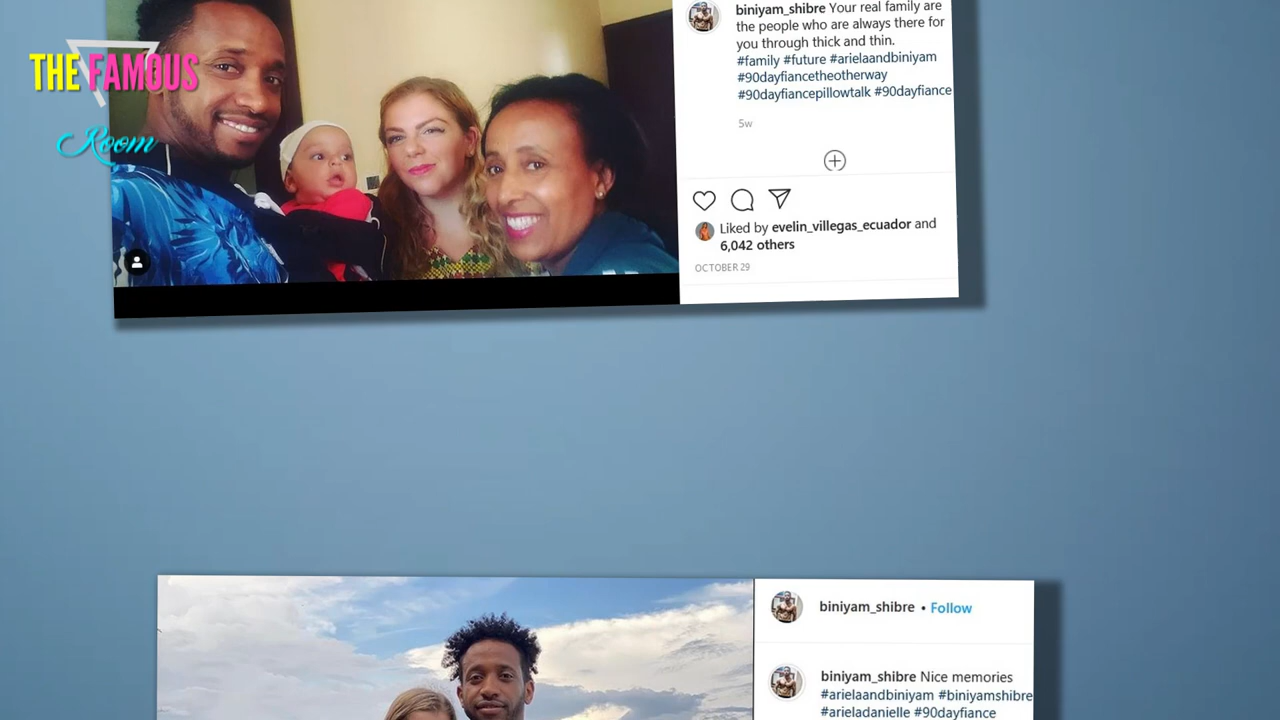 THE FAMOUS
Room
biniyam_shibre Your real family are
the people who are always there for
you through thick and thin.
#family #future #arielaandbiniyam
#90dayfiancetheotherway
#90dayfiancepillowtalk #90dayfiance
5w
Liked by evelin_villegas_ecuador and
6,042 others
OCTOBER 29
biniyam_shibre • Follow
biniyam_shibre Nice memories
#arielaandbiniyam #biniyamshibre
#arieladanielle #90dayfiance